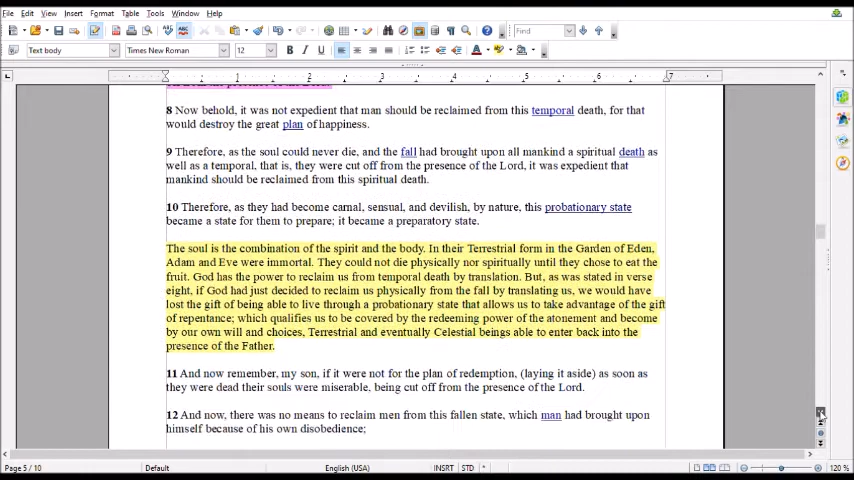 File Edit View Insert Format Table Tools Window Help
Find
Text body Times New Roman 12
1 2 3 4 5 6 7
8 Now behold, it was not expedient that man should be reclaimed from this temporal death, for that
would destroy the great plan of happiness.
9 Therefore, as the soul could never die, and the fall had brought upon all mankind a spiritual death as
well as a temporal, that is, they were cut off from the presence of the Lord, it was expedient that
mankind should be reclaimed from this spiritual death.
10 Therefore, as they had become carnal, sensual, and devilish, by nature, this probationary state
became a state for them to prepare; it became a preparatory state.
The soul is the combination of the spirit and the body. In their Terrestrial form in the Garden of Eden,
Adam and Eve were immortal. They could not die physically nor spiritually until they chose to eat the
fruit. God has the power to reclaim us from temporal death by translation. But, as was stated in verse
eight, if God had just decided to reclaim us physically from the fall by translating us, we would have
lost the gift of being able to live through a probationary state that allows us to take advantage of the gift
of repentance; which qualifies us to be covered by the redeeming power of the atonement and become
by our own will and choices, Terrestrial and eventually Celestial beings able to enter back into the
presence of the Father.
11 And now remember, my son, if it were not for the plan of redemption, (laying it aside) as soon as
they were dead their souls were miserable, being cut off from the presence of the Lord.
12 And now, there was no means to reclaim men from this fallen state, which man had brought upon
himself because of his own disobedience;
Page 5 / 10 Default English (USA) INSRT STD * 120 %